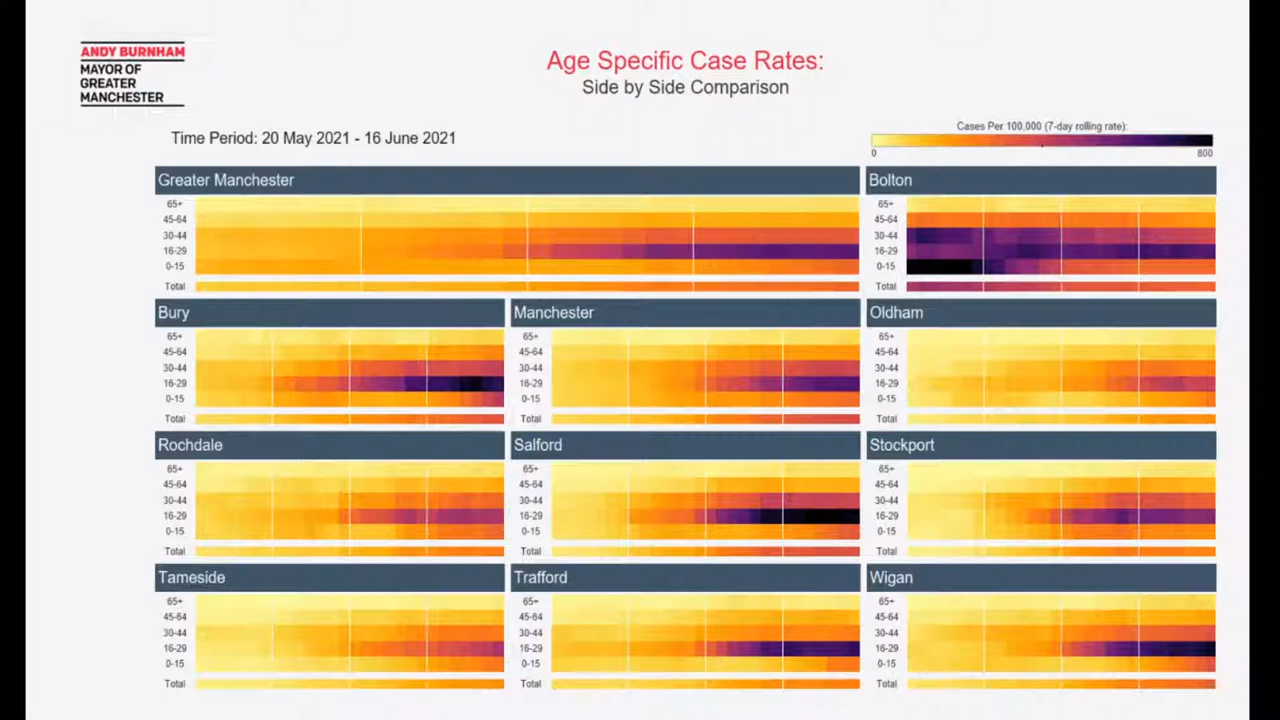 ANDY BURNHAM
MAYOR OF
GREATER
MANCHESTER
Age Specific Case Rates:
Side by Side Comparison
Time Period: 20 May 2021 - 16 June 2021
Cases Per 100,000 (7-day rolling rate):
0 800
Greater Manchester
65+
45-64
30-44
16-29
0-15
Total
Bolton
65+
45-64
30-44
16-29
0-15
Total
Bury
65+
45-64
30-44
16-29
0-15
Total
Manchester
65+
45-64
30-44
16-29
0-15
Total
Oldham
65+
45-64
30-44
16-29
0-15
Total
Rochdale
65+
45-64
30-44
16-29
0-15
Total
Salford
65+
45-64
30-44
16-29
0-15
Total
Stockport
65+
45-64
30-44
16-29
0-15
Total
Tameside
65+
45-64
30-44
16-29
0-15
Total
Trafford
65+
45-64
30-44
16-29
0-15
Total
Wigan
65+
45-64
30-44
16-29
0-15
Total